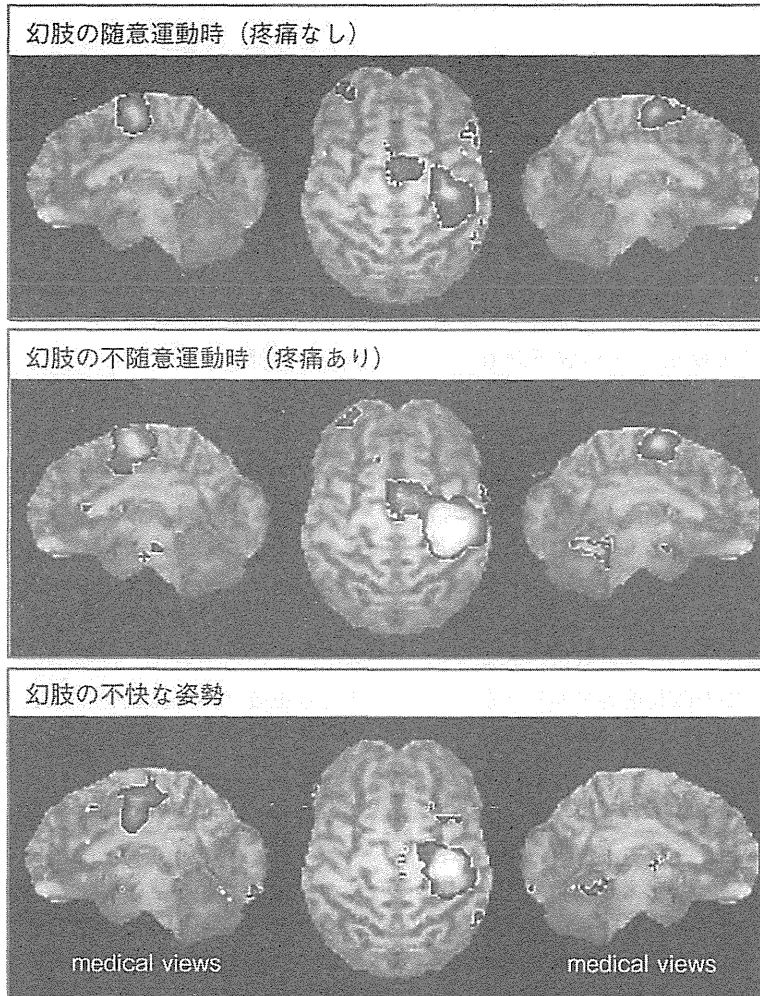 幻肢の随意運動時（疼痛なし）
幻肢の不随意運動時（疼痛あり）
幻肢の不快な姿勢
medical views
medical views